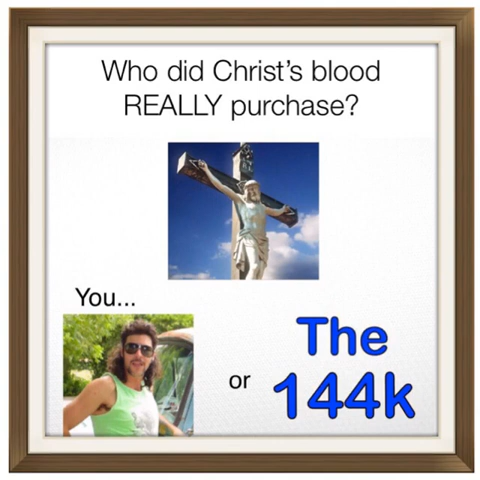 Who did Christ's blood
REALLY purchase?
You...
or
The
144k